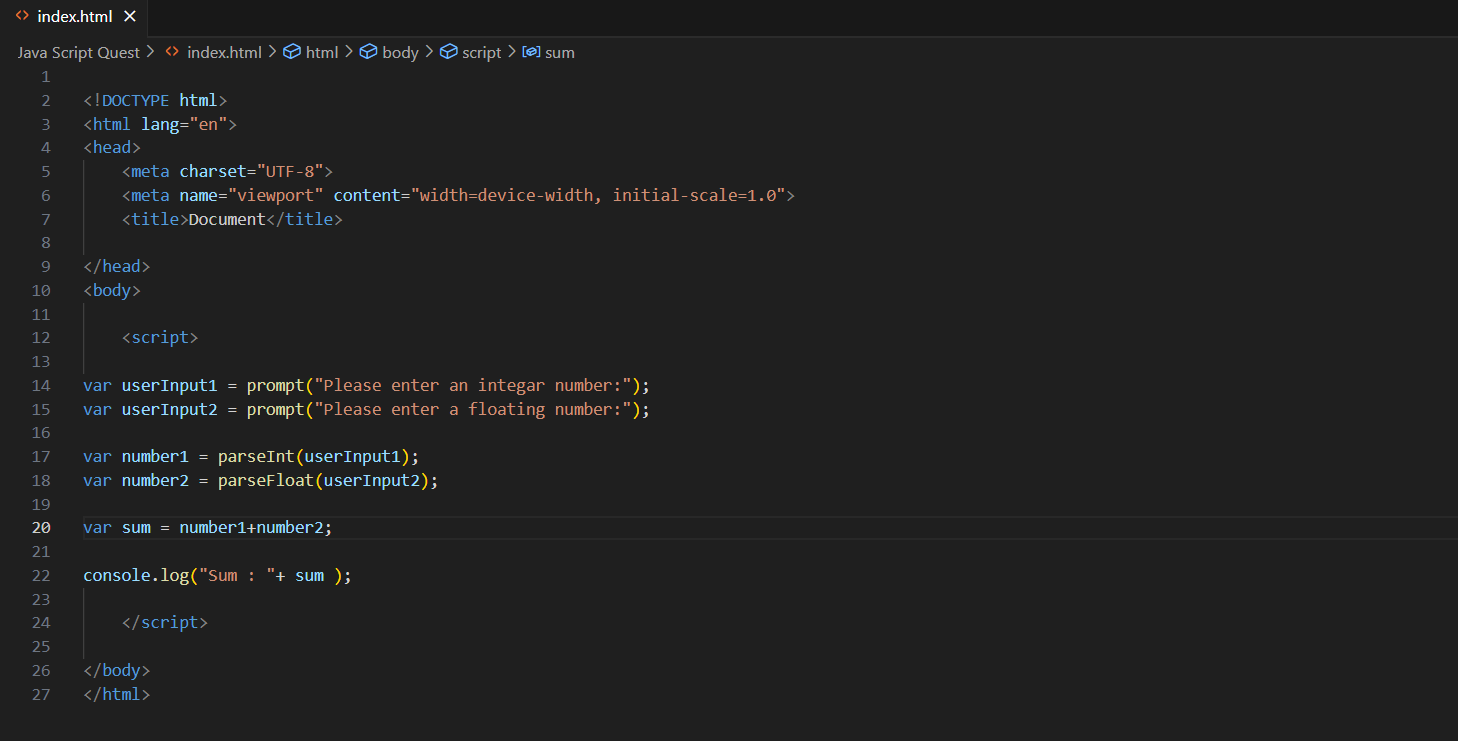 index.html
Java Script Quest > index.html > html > body > script > sum
1
2 <!DOCTYPE html>
3 <html lang="en">
4 <head>
5     <meta charset="UTF-8">
6     <meta name="viewport" content="width=device-width, initial-scale=1.0">
7     <title>Document</title>
8
9 </head>
10 <body>
11
12     <script>
13
14 var userInput1 = prompt("Please enter an integar number:");
15 var userInput2 = prompt("Please enter a floating number:");
16
17 var number1 = parseInt(userInput1);
18 var number2 = parseFloat(userInput2);
19
20 var sum = number1+number2;
21
22 console.log("Sum : "+ sum );
23
24     </script>
25
26 </body>
27 </html>